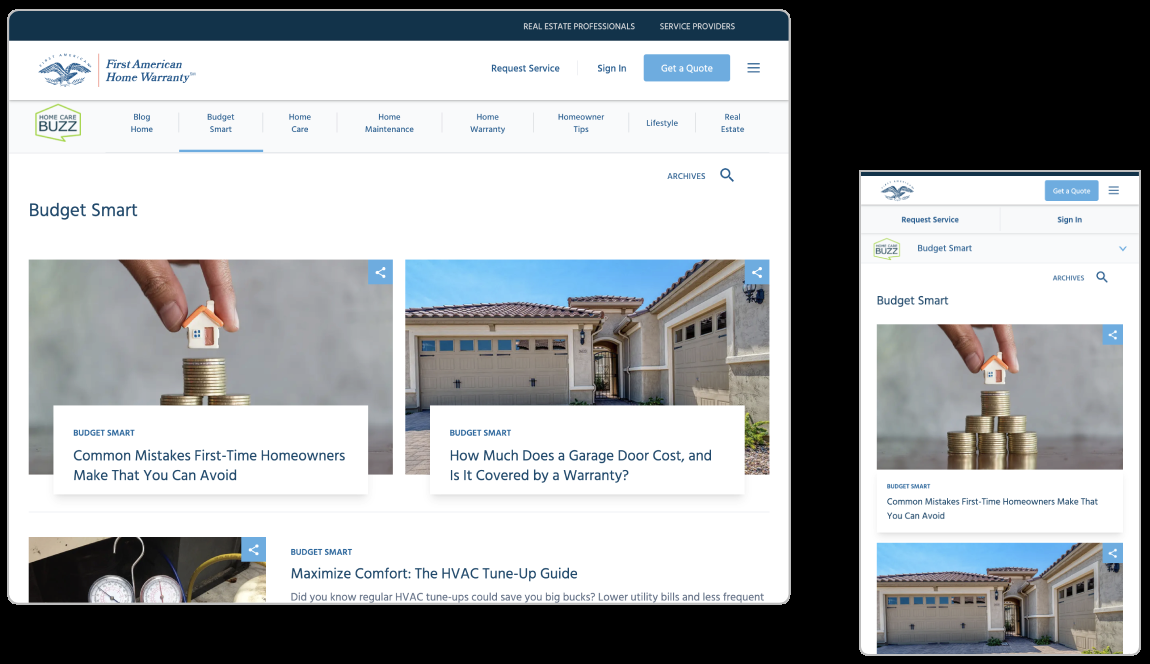 REAL ESTATE PROFESSIONALS SERVICE PROVIDERS
FIRST AMERICAN
First American
Home Warranty
Request Service Sign In Get a Quote
HOME CARE
BUZZ
Blog
Home
Budget
Smart
Home
Care
Home
Maintenance
Home
Warranty
Homeowner
Tips
Lifestyle
Real
Estate
ARCHIVES
Budget Smart
BUDGET SMART
Common Mistakes First-Time Homeowners
Make That You Can Avoid
BUDGET SMART
How Much Does a Garage Door Cost, and
Is It Covered by a Warranty?
BUDGET SMART
Maximize Comfort: The HVAC Tune-Up Guide
Did you know regular HVAC tune-ups could save you big bucks? Lower utility bills and less frequent
Get a Quote
Request Service Sign In
HOME CARE
BUZZ
Budget Smart
ARCHIVES
Budget Smart
BUDGET SMART
Common Mistakes First-Time Homeowners Make That
You Can Avoid